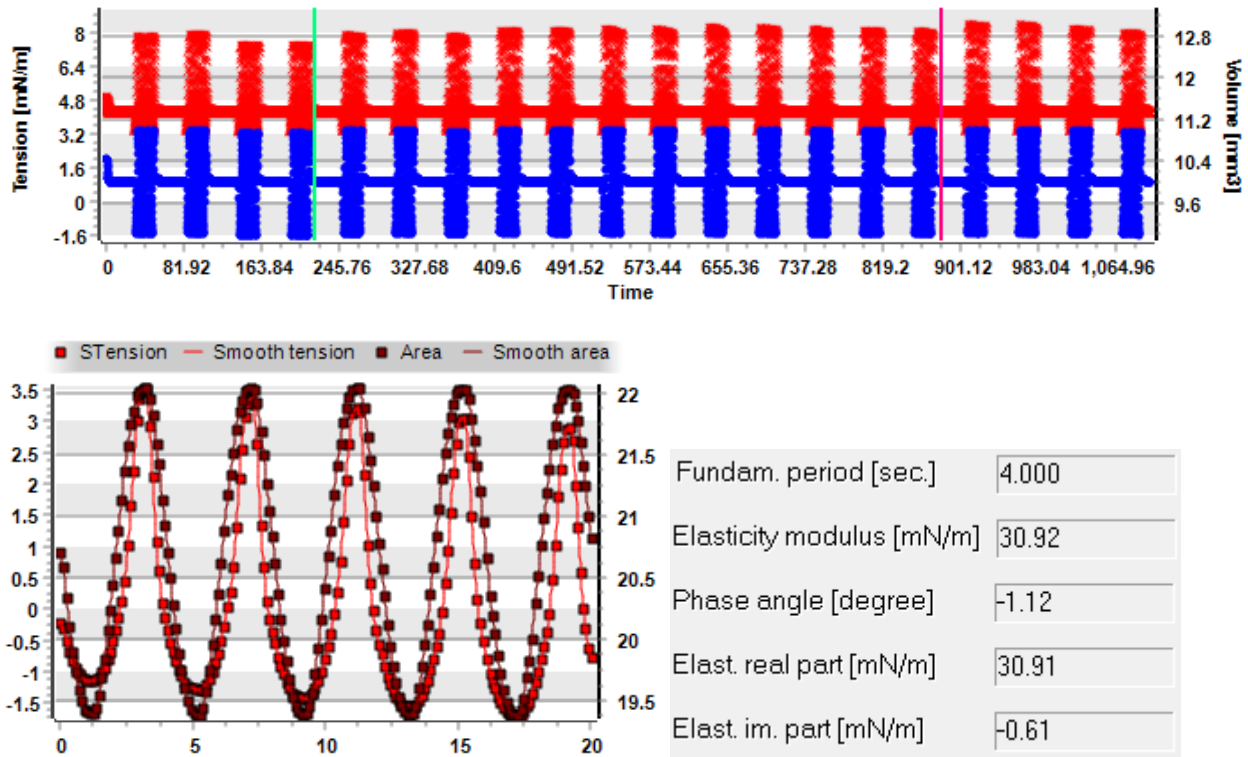 Tension [mN/m]
8
6.4
4.8
3.2
1.6
0
-1.6
12.8
12
11.2
10.4
9.6
Volume [mm3]
0 81.92 163.84 245.76 327.68 409.6 491.52 573.44 655.36 737.28 819.2 901.12 983.04 1,064.96
Time
STension Smooth tension Area Smooth area
3.5
3
2.5
2
1.5
1
0.5
0
-0.5
-1
-1.5
22
21.5
21
20.5
20
19.5
0 5 10 15 20
Fundam. period [sec.] 4.000
Elasticity modulus [mN/m] 30.92
Phase angle [degree] -1.12
Elast. real part [mN/m] 30.91
Elast. im. part [mN/m] -0.61